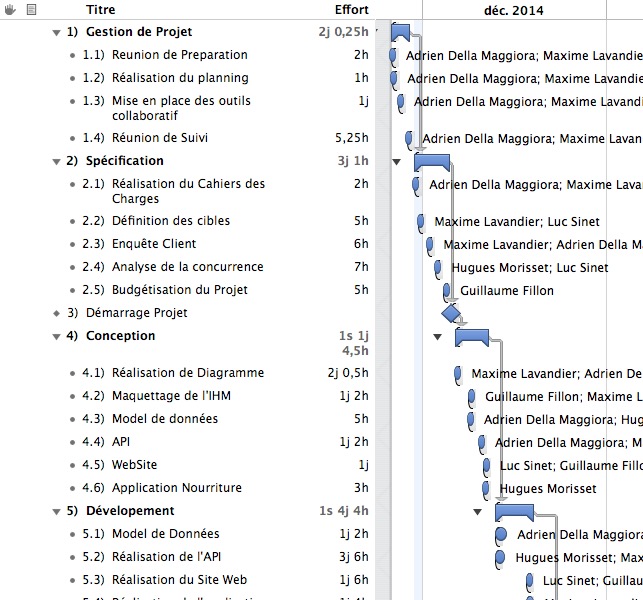 Titre Effort déc. 2014
1) Gestion de Projet 2j 0,25h
1.1) Reunion de Preparation 2h Adrien Della Maggiora; Maxime Lavandie
1.2) Réalisation du planning 1h Adrien Della Maggiora; Maxime Lavandi
1.3) Mise en place des outils 1j Adrien Della Maggiora; Maxime Lavand
collaboratif
1.4) Réunion de Suivi 5,25h Adrien Della Maggiora; Maxime Lavan
2) Spécification 3j 1h
2.1) Réalisation du Cahiers des 2h Adrien Della Maggiora; Maxime Lava
Charges
2.2) Définition des cibles 5h Maxime Lavandier; Luc Sinet
2.3) Enquête Client 6h Maxime Lavandier; Adrien Della M
2.4) Analyse de la concurrence 7h Hugues Morisset; Luc Sinet
2.5) Budgétisation du Projet 5h Guillaume Fillon
3) Démarrage Projet
4) Conception 1s 1j
4,5h
4.1) Réalisation de Diagramme 2j 0,5h Maxime Lavandier; Adrien De
4.2) Maquettage de l'IHM 1j 2h Guillaume Fillon; Maxime L
4.3) Model de données 5h Adrien Della Maggiora; Hug
4.4) API 1j 2h Adrien Della Maggiora; M
4.5) WebSite 1j Luc Sinet; Guillaume Fillo
4.6) Application Nourriture 3h Hugues Morisset
5) Dévelopement 1s 4j 4h
5.1) Model de Données 1j 2h Adrien Della Maggiora
5.2) Réalisation de l'API 3j 6h Hugues Morisset; Max
5.3) Réalisation du Site Web 1j 6h Luc Sinet; Guillau